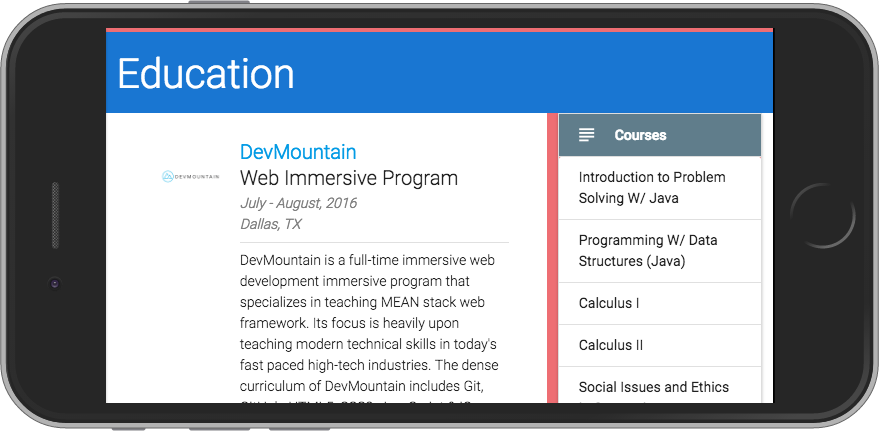 Education
DevMountain
Web Immersive Program
July - August, 2016
Dallas, TX
DEVMOUNTAIN
DevMountain is a full-time immersive web
development immersive program that
specializes in teaching MEAN stack web
framework. Its focus is heavily upon
teaching modern technical skills in today's
fast paced high-tech industries. The dense
curriculum of DevMountain includes Git,
Courses
Introduction to Problem
Solving W/ Java
Programming W/ Data
Structures (Java)
Calculus I
Calculus II
Social Issues and Ethics